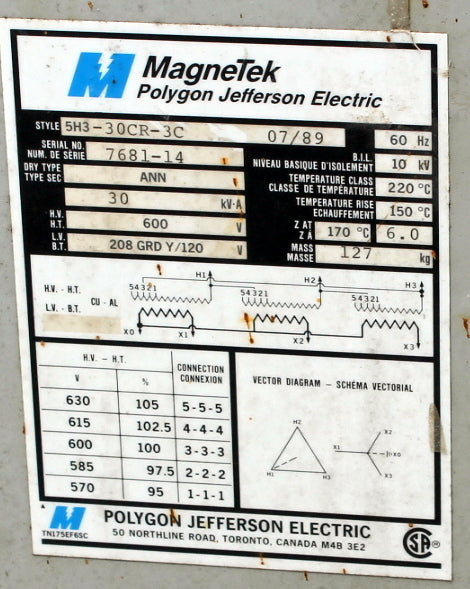 MagneTek
Polygon Jefferson Electric
STYLE 5H3-30CR-3C 07/89 60 Hz
SERIAL NO. NUM. DE SÉRIE 7681-14 B.I.L. NIVEAU BASIQUE D'ISOLEMENT 10 kV
DRY TYPE TYPE SEC ANN TEMPERATURE CLASS CLASSE DE TEMPÉRATURE 220 °C
30 kV·A TEMPERATURE RISE ECHAUFFEMENT 150 °C
H.V. H.T. 600 V Z AT Z A 170 °C 6.0
L.V. B.T. 208 GRD Y/120 V MASS MASSE 127 kg
H.V. - H.T. H1 H2 H3
54321 54321 54321
L.V. - B.T. CU - AL
X0 X1 X2 X3
H.V. - H.T. CONNECTION CONNEXION
V %
630 105 5-5-5
615 102.5 4-4-4
600 100 3-3-3
585 97.5 2-2-2
570 95 1-1-1
VECTOR DIAGRAM - SCHÉMA VECTORIAL
H2 X2
X1 X0
H1 H3 X3
POLYGON JEFFERSON ELECTRIC
TN175EF6SC 50 NORTHLINE ROAD, TORONTO, CANADA M4B 3E2